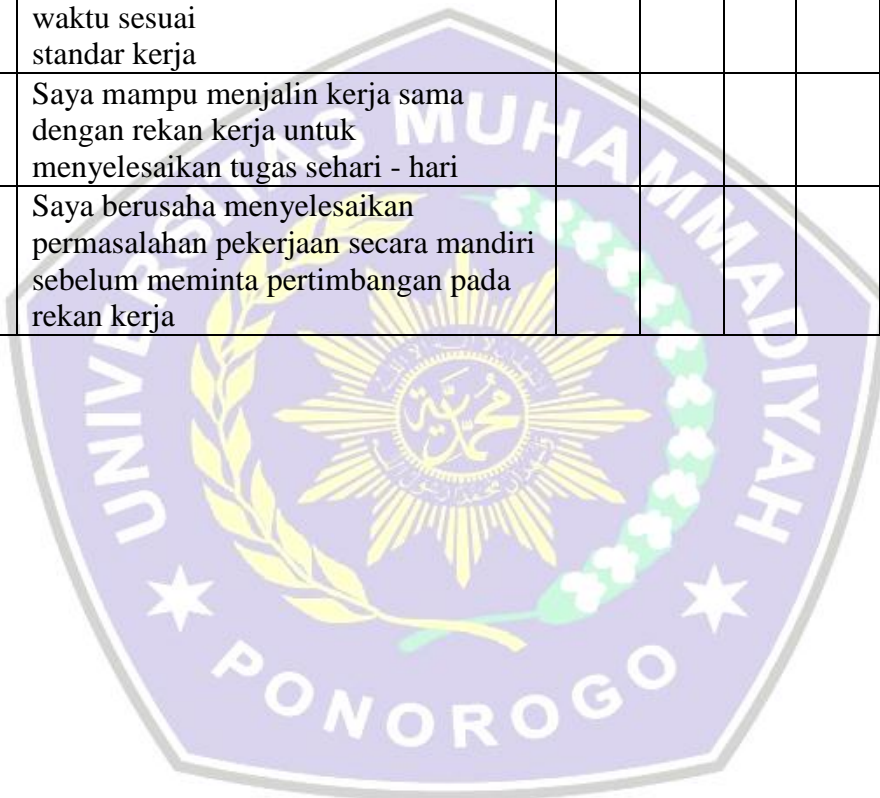 waktu sesuai
standar kerja
Saya mampu menjalin kerja sama
dengan rekan kerja untuk
menyelesaikan tugas sehari - hari
Saya berusaha menyelesaikan
permasalahan pekerjaan secara mandiri
sebelum meminta pertimbangan pada
rekan kerja
UNIVERSITAS MUHAMMADIYAH
محمدية
PONOROGO